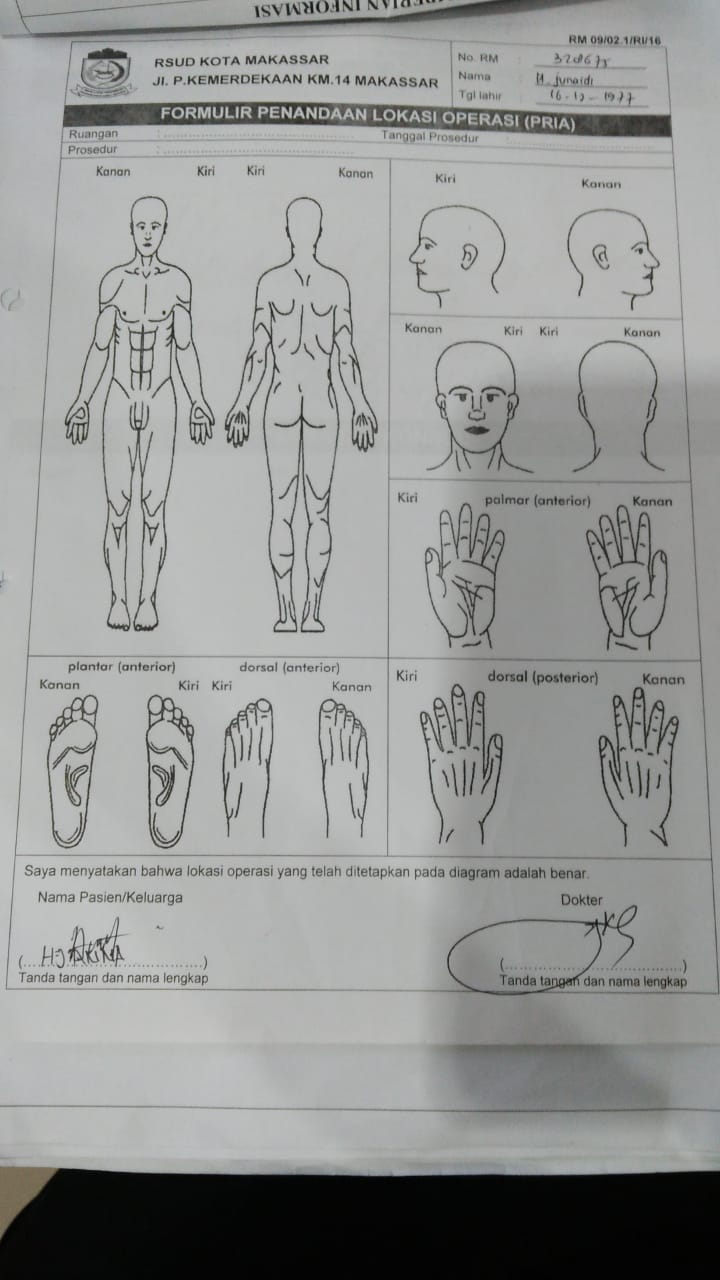 PEMBERIAN INFORMASI
RM 09/02.1/RI/16
RSUD KOTA MAKASSAR
Jl. P.KEMERDEKAAN KM.14 MAKASSAR
No. RM :
Nama : H. Junaidi
Tgl lahir : 16-12-1977
FORMULIR PENANDAAN LOKASI OPERASI (PRIA)
Ruangan : Tanggal Prosedur :
Prosedur :
Kanan Kiri Kiri Kanan
Kiri Kanan
Kanan Kiri Kiri Kanan
Kiri palmar (anterior) Kanan
plantar (anterior) dorsal (anterior)
Kanan Kiri Kiri Kanan
Kiri dorsal (posterior) Kanan
Saya menyatakan bahwa lokasi operasi yang telah ditetapkan pada diagram adalah benar.
Nama Pasien/Keluarga Dokter
(....................................) (....................................)
Tanda tangan dan nama lengkap Tanda tangan dan nama lengkap